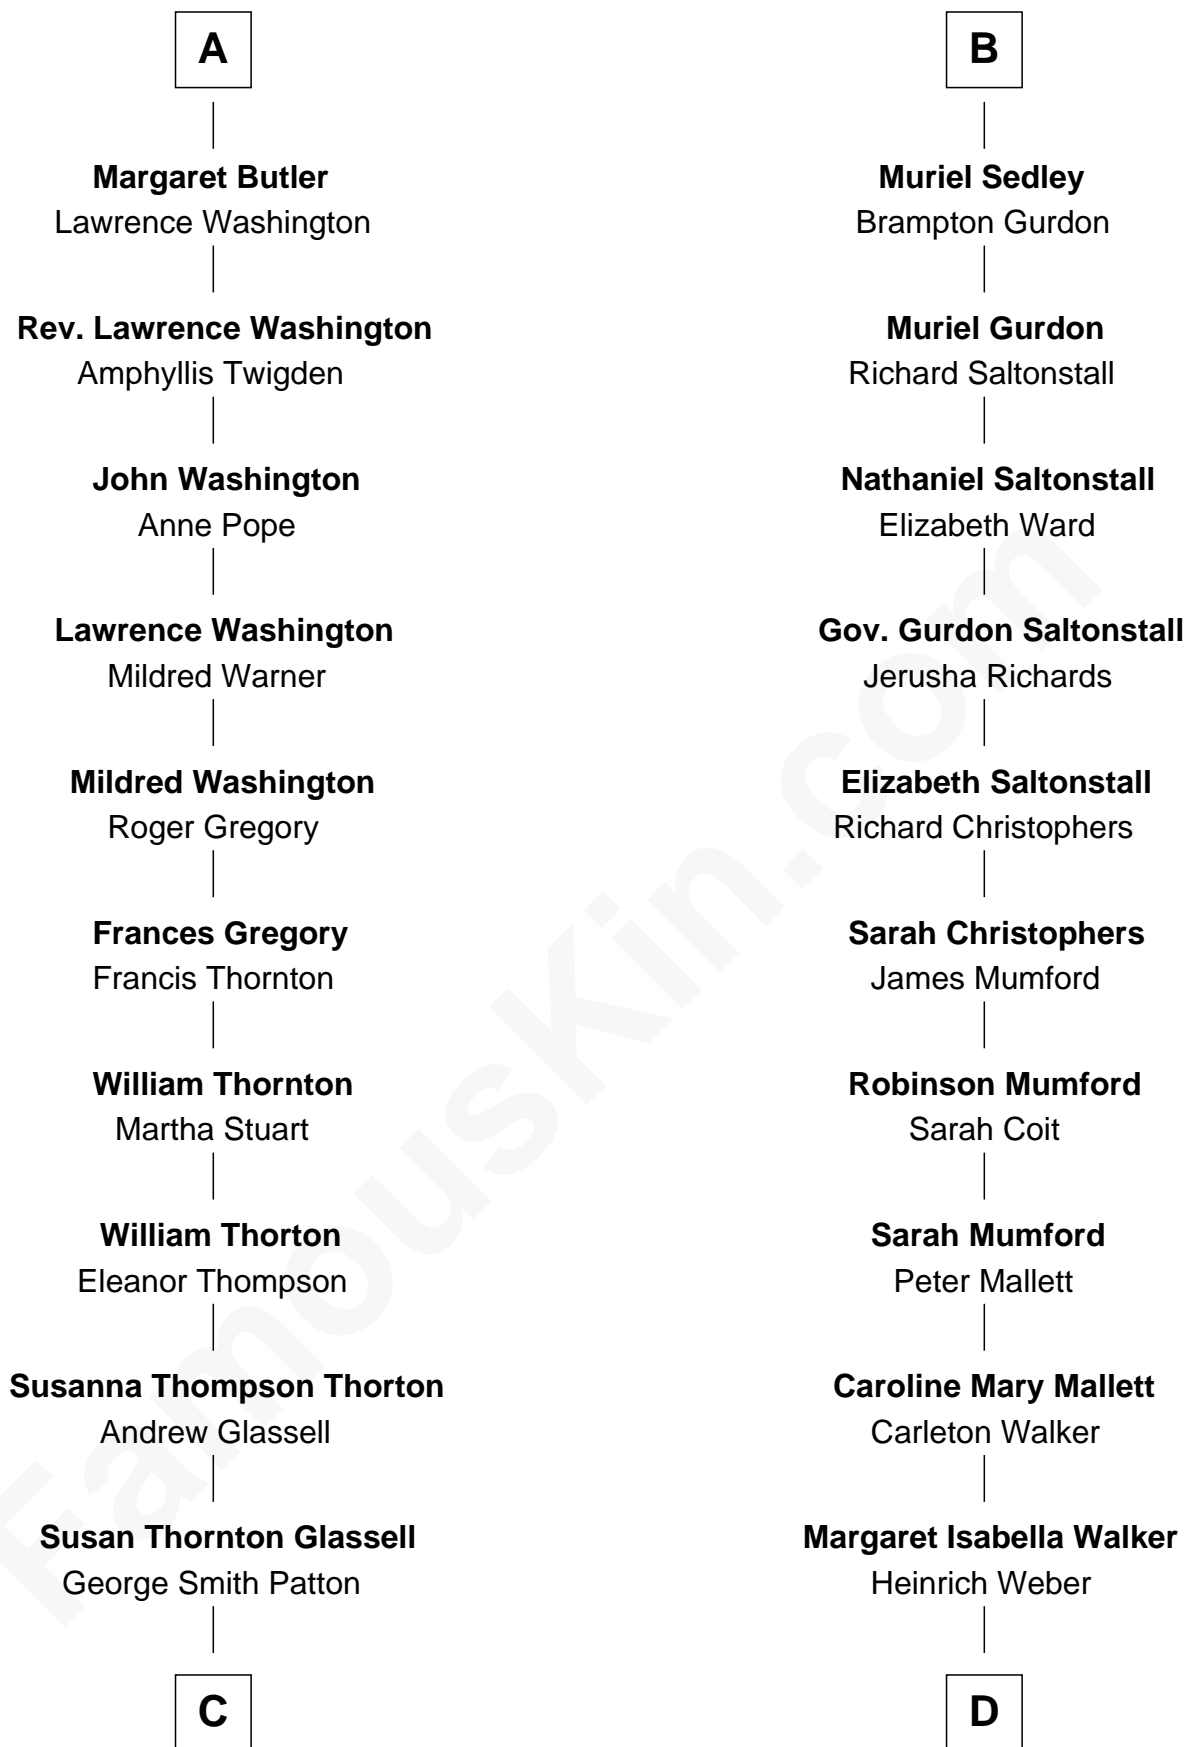 A
Margaret Butler
Lawrence Washington
Rev. Lawrence Washington
Amphyllis Twigden
John Washington
Anne Pope
Lawrence Washington
Mildred Warner
Mildred Washington
Roger Gregory
Frances Gregory
Francis Thornton
William Thornton
Martha Stuart
William Thorton
Eleanor Thompson
Susanna Thompson Thorton
Andrew Glassell
Susan Thornton Glassell
George Smith Patton
C
B
Muriel Sedley
Brampton Gurdon
Muriel Gurdon
Richard Saltonstall
Nathaniel Saltonstall
Elizabeth Ward
Gov. Gurdon Saltonstall
Jerusha Richards
Elizabeth Saltonstall
Richard Christophers
Sarah Christophers
James Mumford
Robinson Mumford
Sarah Coit
Sarah Mumford
Peter Mallett
Caroline Mary Mallett
Carleton Walker
Margaret Isabella Walker
Heinrich Weber
D
FamousKin.com